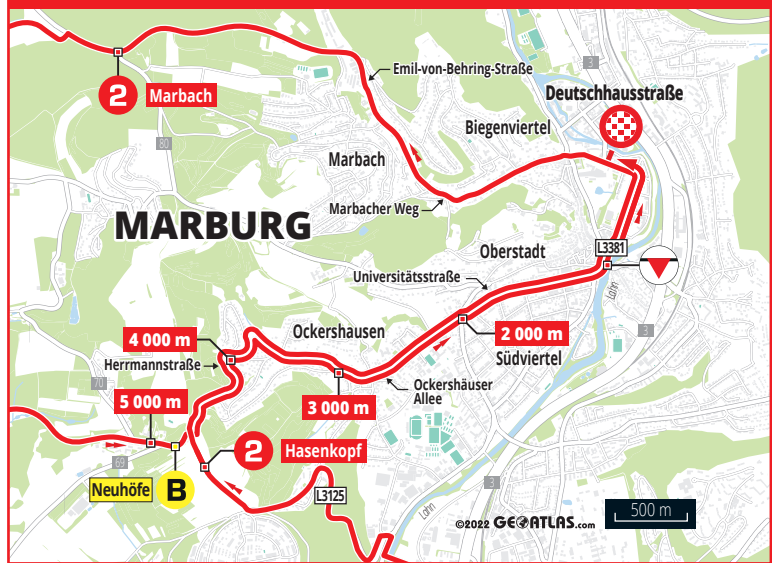 3
Emil-von-Behring-Straße
Deutschhausstraße
2
Marbach
Biegenviertel
80
Marbach
Marbacher Weg
MARBURG
Oberstadt
L3381
Universitätsstraße
Lahn
4 000 m
Ockershausen
2 000 m
3
Herrmannstraße
Südviertel
70
5 000 m
3 000 m
Ockershäuser
Allee
2
Hasenkopf
69
Neuhöfe
B
L3125
3
Lahn
©2022 GEOATLAS.com
500 m